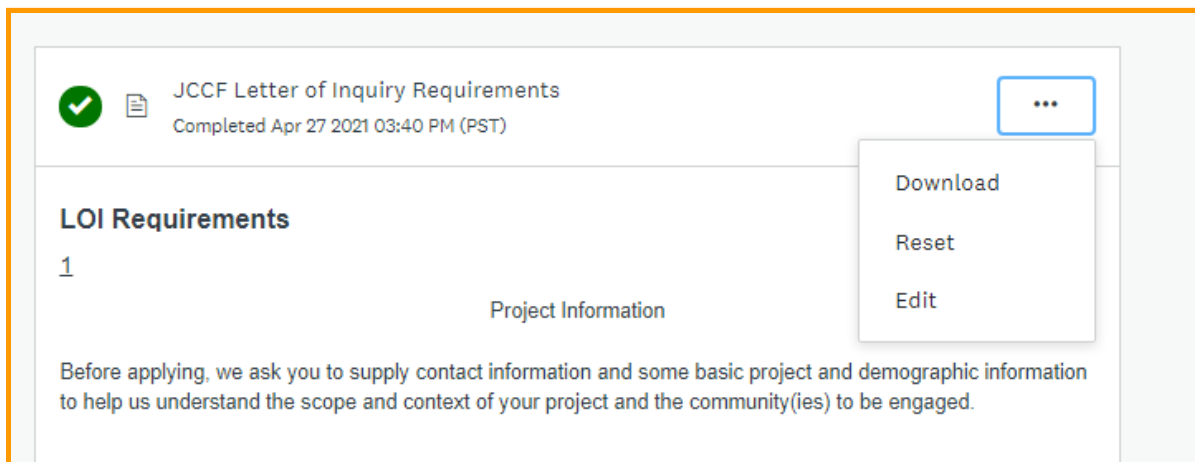 JCCF Letter of Inquiry Requirements
Completed Apr 27 2021 03:40 PM (PST)
...
Download
Reset
Edit
LOI Requirements
1
Project Information
Before applying, we ask you to supply contact information and some basic project and demographic information
to help us understand the scope and context of your project and the community(ies) to be engaged.